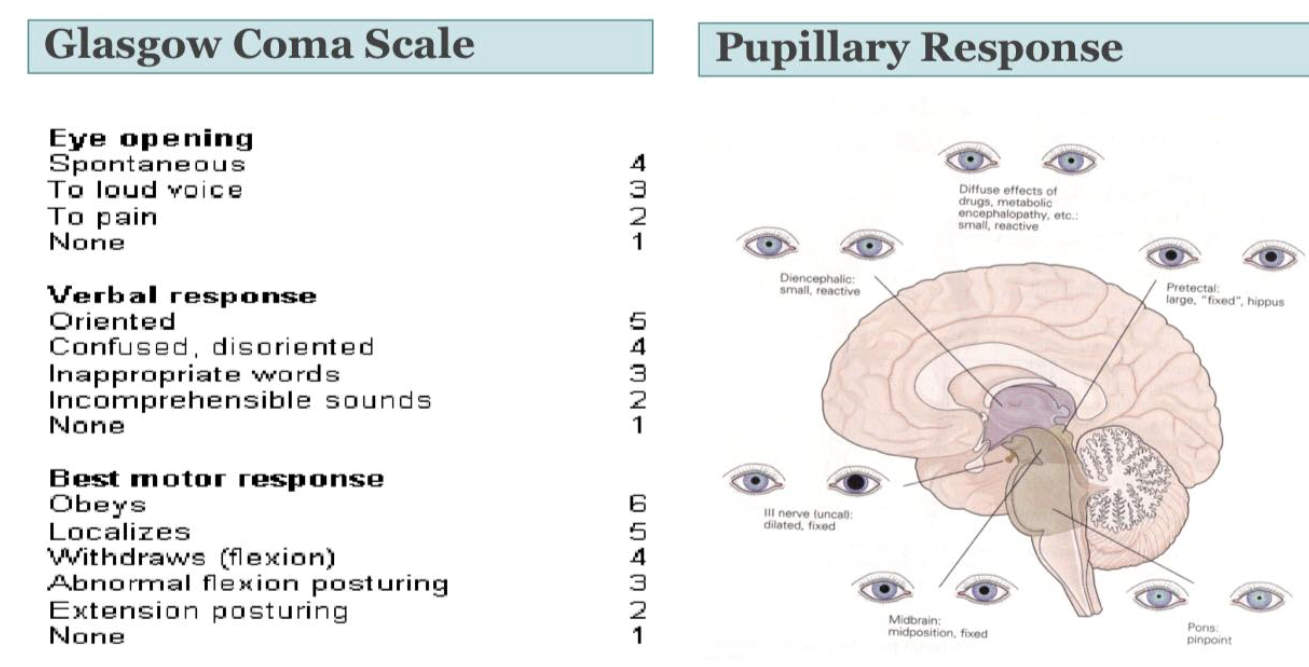 Glasgow Coma Scale
Eye opening
Spontaneous 4
To loud voice 3
To pain 2
None 1
Verbal response
Oriented 5
Confused, disoriented 4
Inappropriate words 3
Incomprehensible sounds 2
None 1
Best motor response
Obeys 6
Localizes 5
Withdraws (flexion) 4
Abnormal flexion posturing 3
Extension posturing 2
None 1
Pupillary Response
Diffuse effects of
drugs, metabolic
encephalopathy, etc.:
small, reactive
Diencephalic:
small, reactive
Pretectal:
large, "fixed", hippus
III nerve (uncal):
dilated, fixed
Midbrain:
midposition, fixed
Pons:
pinpoint